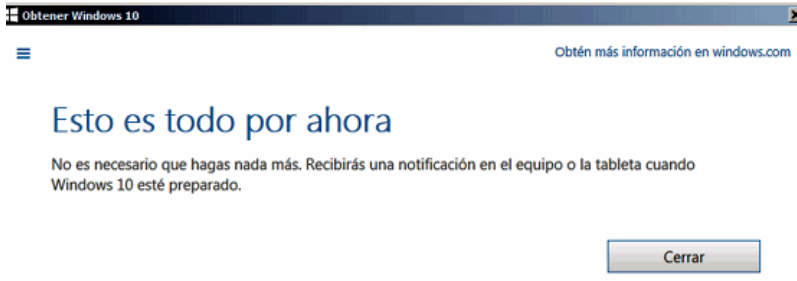 Obtener Windows 10
Obtén más información en windows.com
Esto es todo por ahora
No es necesario que hagas nada más. Recibirás una notificación en el equipo o la tableta cuando
Windows 10 esté preparado.
Cerrar